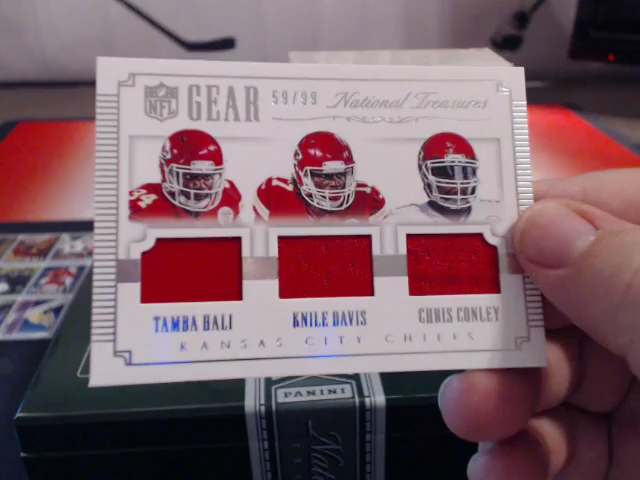 NFL GEAR 59/99 National Treasures
TAMBA HALI KNILE DAVIS CHRIS CONLEY
KANSAS CITY CHIEFS
PANINI